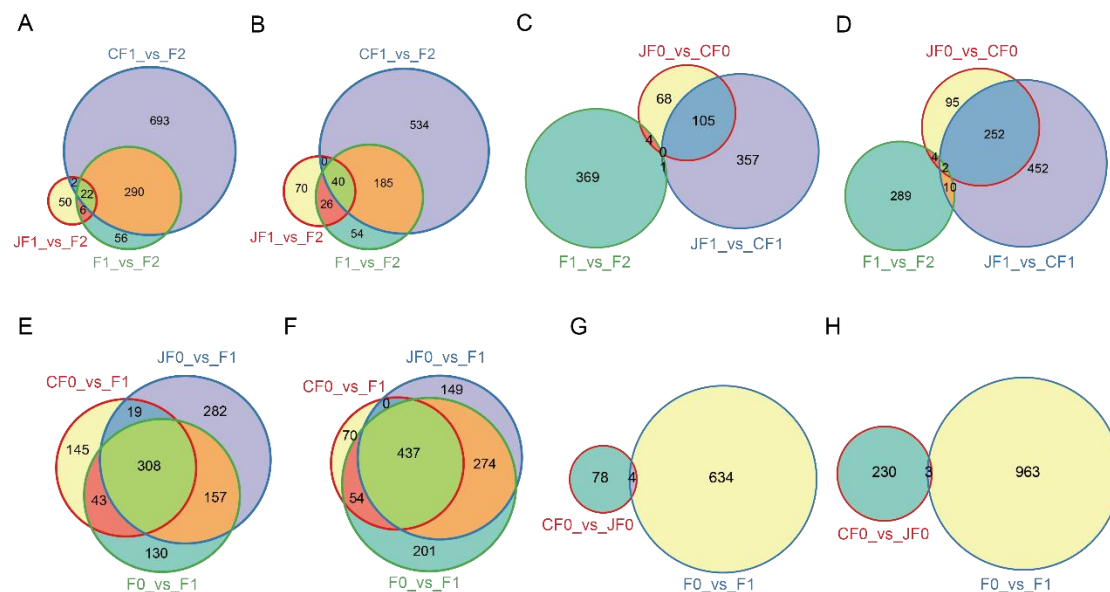 A
CF1_vs_F2
693
2
22
290
50
6
56
JF1_vs_F2
F1_vs_F2
B
CF1_vs_F2
534
0
40
185
70
26
54
JF1_vs_F2
F1_vs_F2
C
JF0_vs_CF0
68
105
4
0
1
357
369
JF1_vs_CF1
F1_vs_F2
D
JF0_vs_CF0
95
252
4
2
10
452
289
F1_vs_F2
JF1_vs_CF1
E
JF0_vs_F1
CF0_vs_F1
19
282
145
308
43
157
130
F0_vs_F1
F
JF0_vs_F1
CF0_vs_F1
149
0
70
437
274
54
201
F0_vs_F1
G
78
4
634
CF0_vs_JF0
F0_vs_F1
H
230
3
963
CF0_vs_JF0
F0_vs_F1